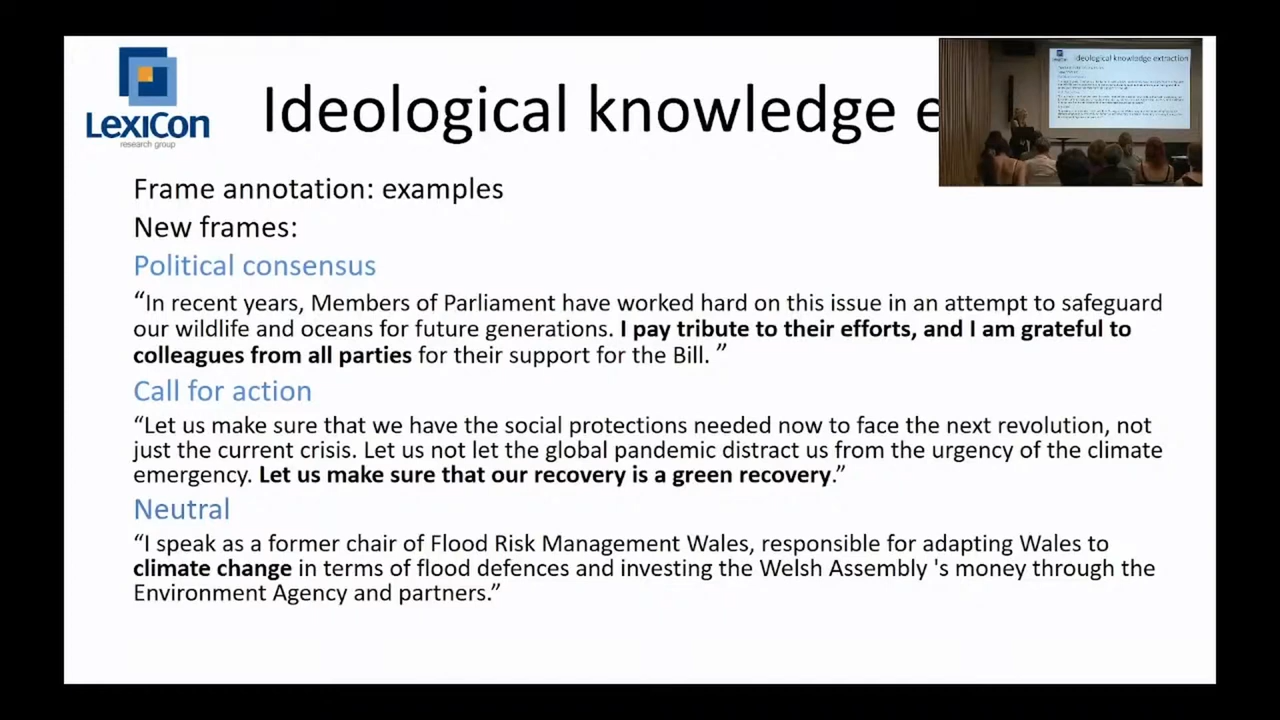 LexiCon
research group
Ideological knowledge e
Ideological knowledge extraction
Frame annotation: examples
New frames:
Political consensus
“In recent years, Members of Parliament have worked hard on this issue in an attempt to safeguard
our wildlife and oceans for future generations. I pay tribute to their efforts, and I am grateful to
colleagues from all parties for their support for the Bill. ”
Call for action
“Let us make sure that we have the social protections needed now to face the next revolution, not
just the current crisis. Let us not let the global pandemic distract us from the urgency of the climate
emergency. Let us make sure that our recovery is a green recovery.”
Neutral
“I speak as a former chair of Flood Risk Management Wales, responsible for adapting Wales to
climate change in terms of flood defences and investing the Welsh Assembly 's money through the
Environment Agency and partners.”